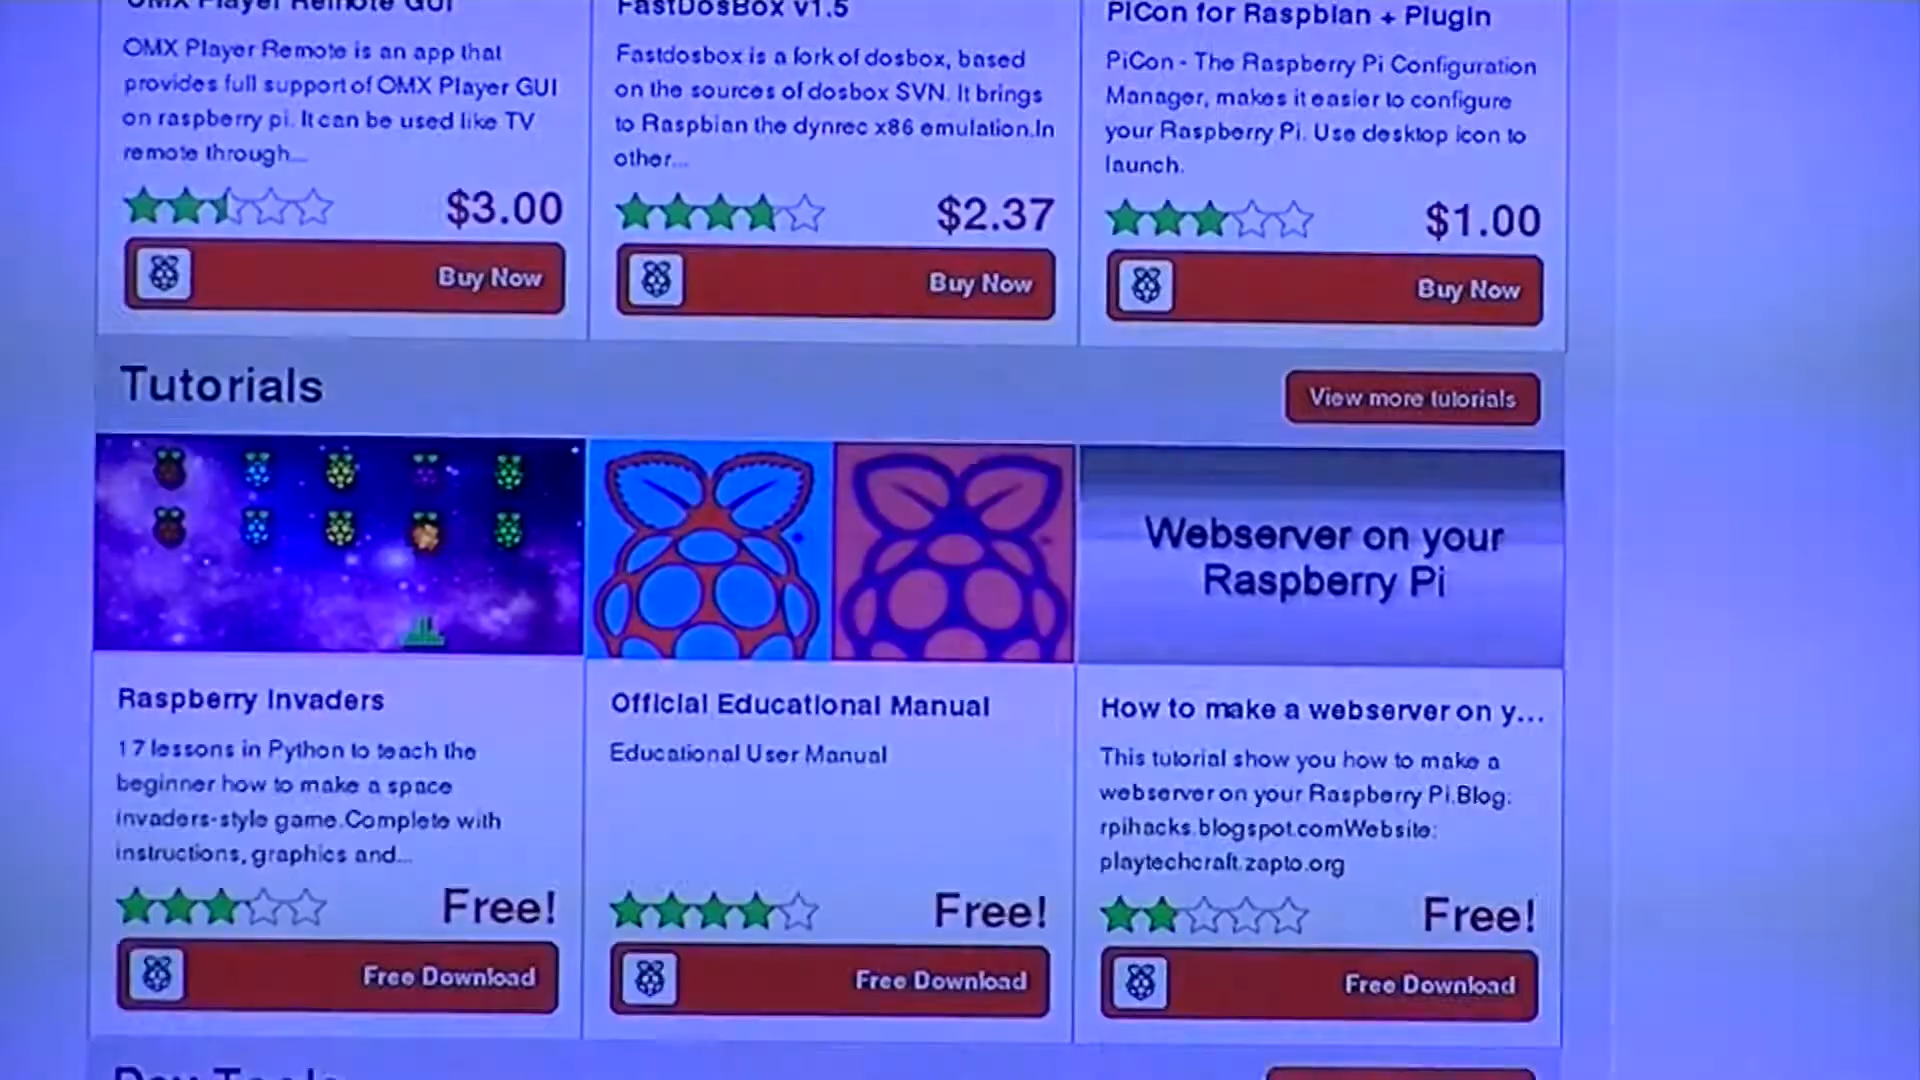 OMX Player Remote GUI
OMX Player Remote is an app that
provides full support of OMX Player GUI
on raspberry pi. It can be used like TV
remote through...
$3.00
Buy Now
FastDosBox v1.5
Fastdosbox is a fork of dosbox, based
on the sources of dosbox SVN. It brings
to Raspbian the dynrec x86 emulation.In
other...
$2.37
Buy Now
PiCon for Raspbian + Plugin
PiCon - The Raspberry Pi Configuration
Manager, makes it easier to configure
your Raspberry Pi. Use desktop icon to
launch.
$1.00
Buy Now
Tutorials
View more tutorials
Raspberry Invaders
17 lessons in Python to teach the
beginner how to make a space
invaders-style game.Complete with
instructions, graphics and...
Free!
Free Download
Official Educational Manual
Educational User Manual
Free!
Free Download
Webserver on your
Raspberry Pi
How to make a webserver on y...
This tutorial show you how to make a
webserver on your Raspberry Pi.Blog:
rpihacks.blogspot.comWebsite:
playtechcraft.zapto.org
Free!
Free Download
Dev Tools